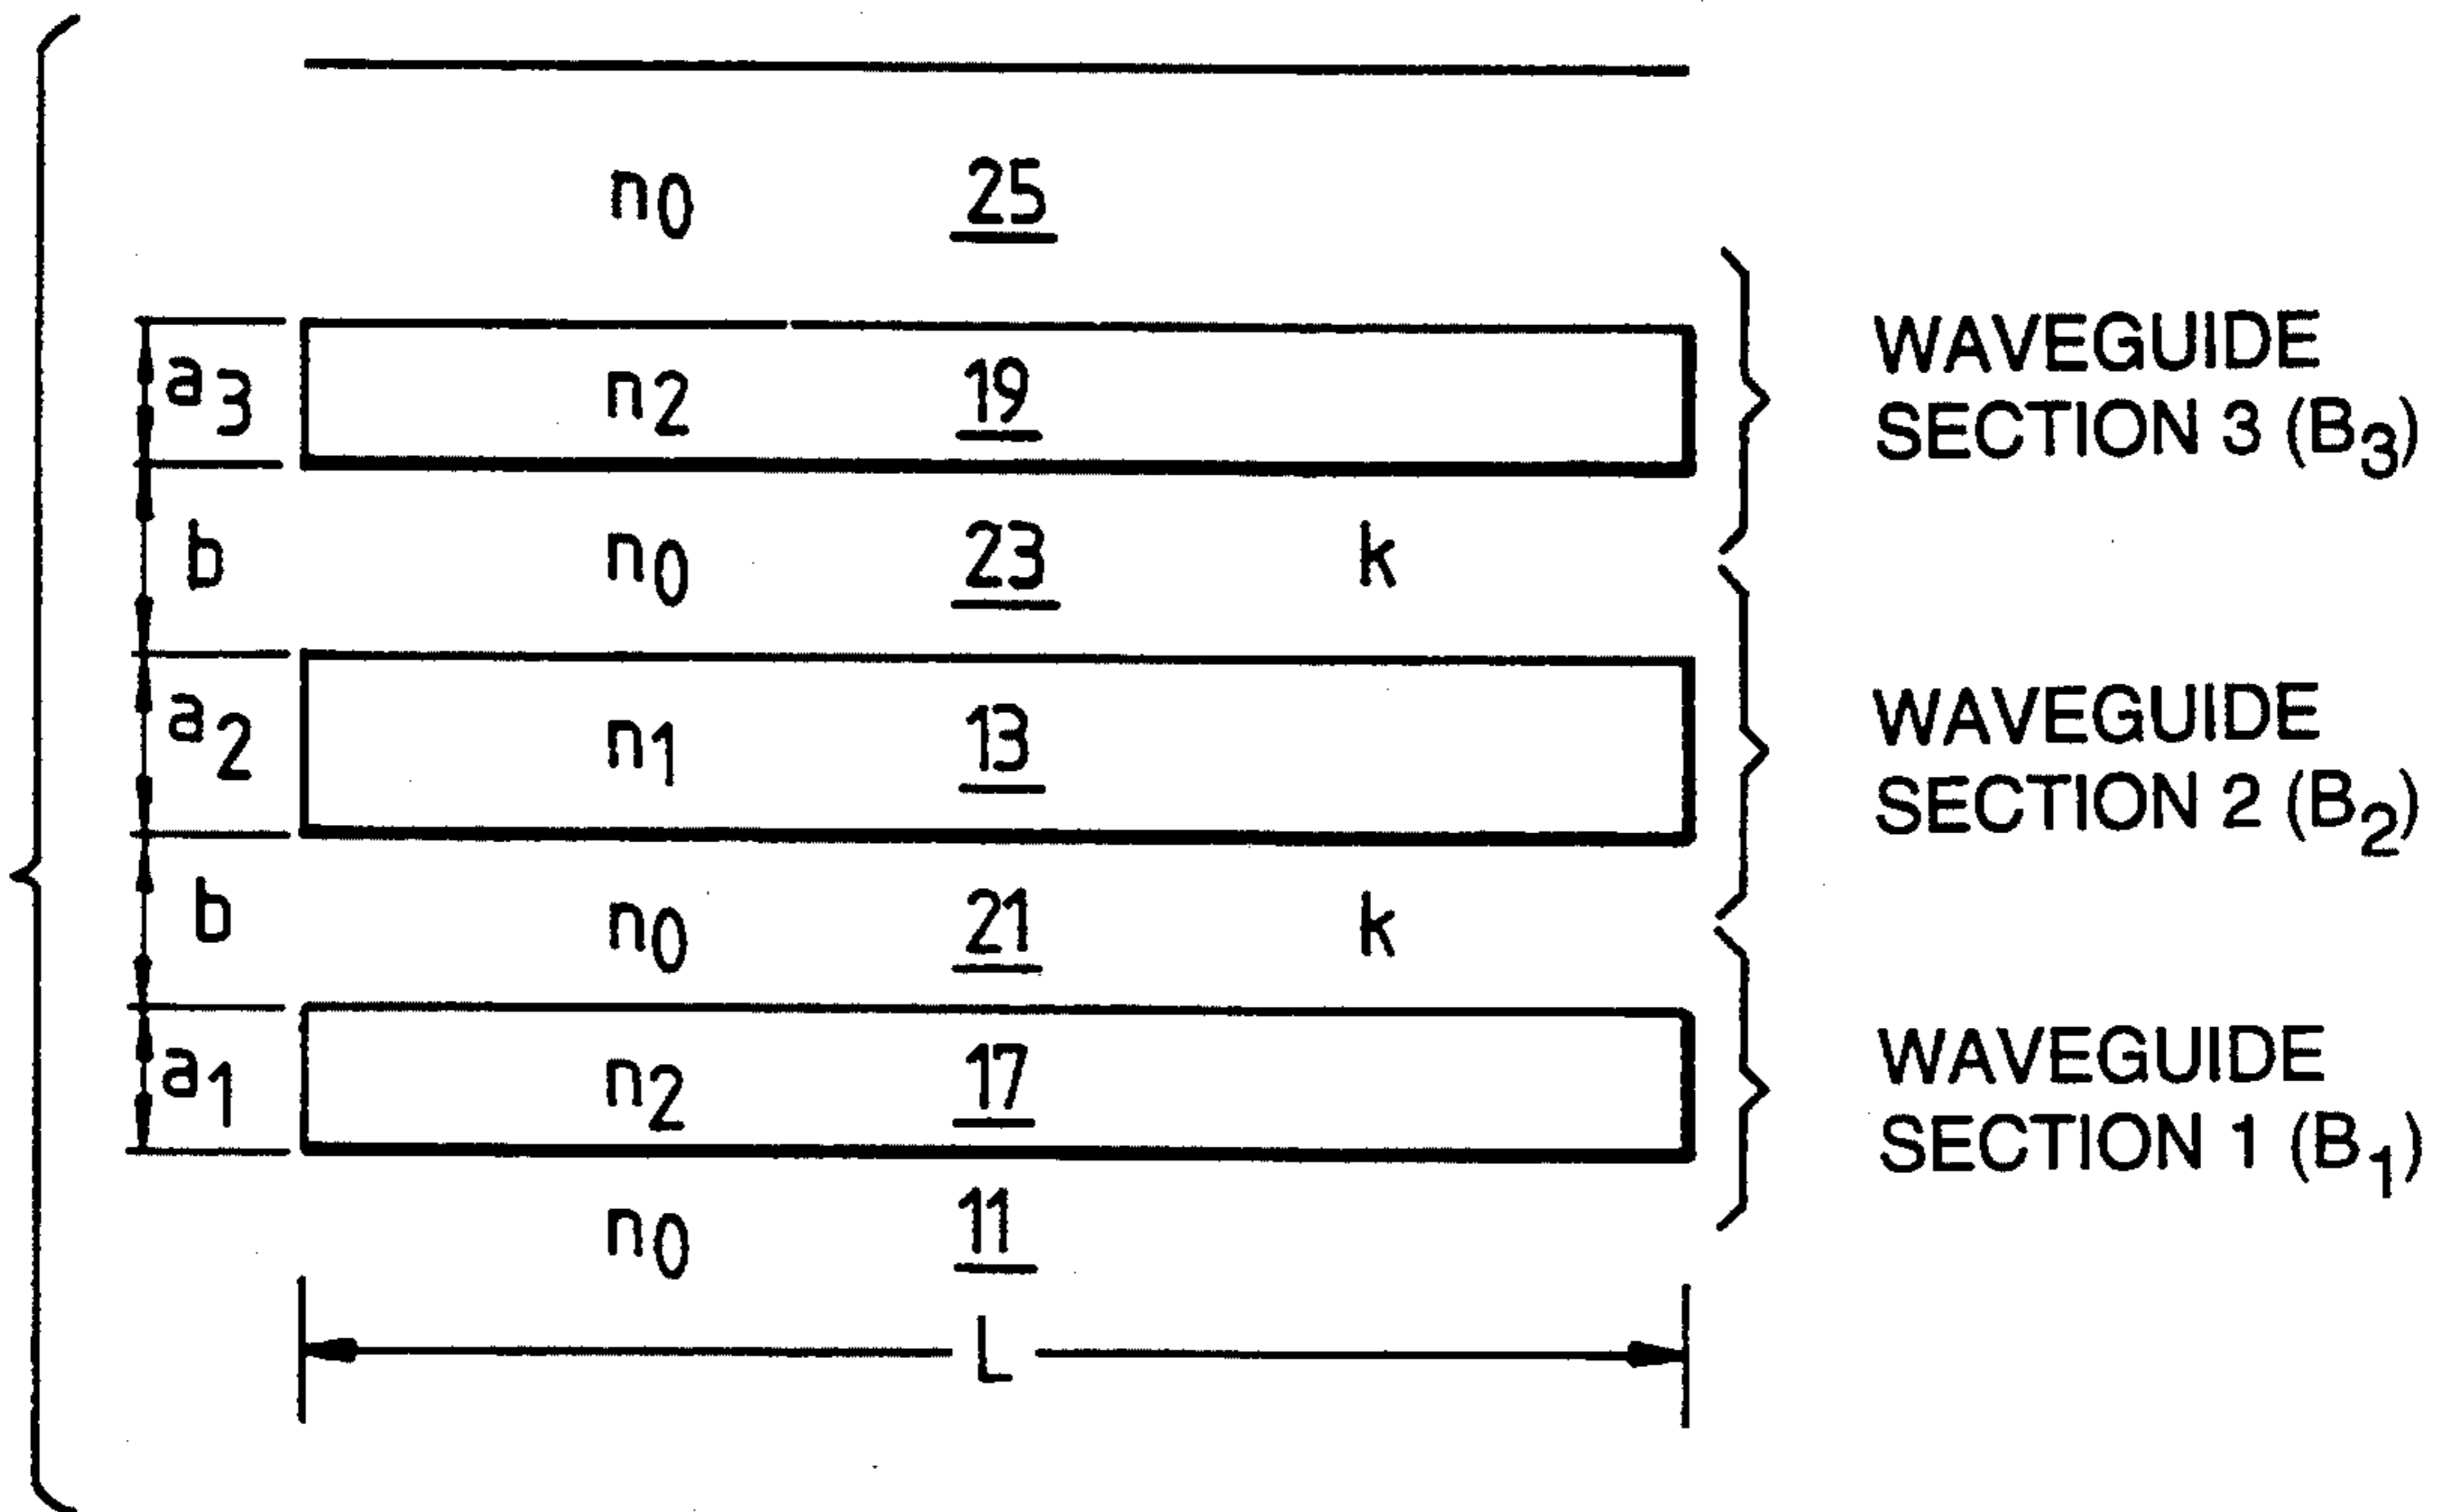 n0 25
a3 n2 19
WAVEGUIDE
SECTION 3 (B3)
b n0 23 k
a2 n1 13
WAVEGUIDE
SECTION 2 (B2)
b n0 21 k
a1 n2 17
WAVEGUIDE
SECTION 1 (B1)
n0 11
L